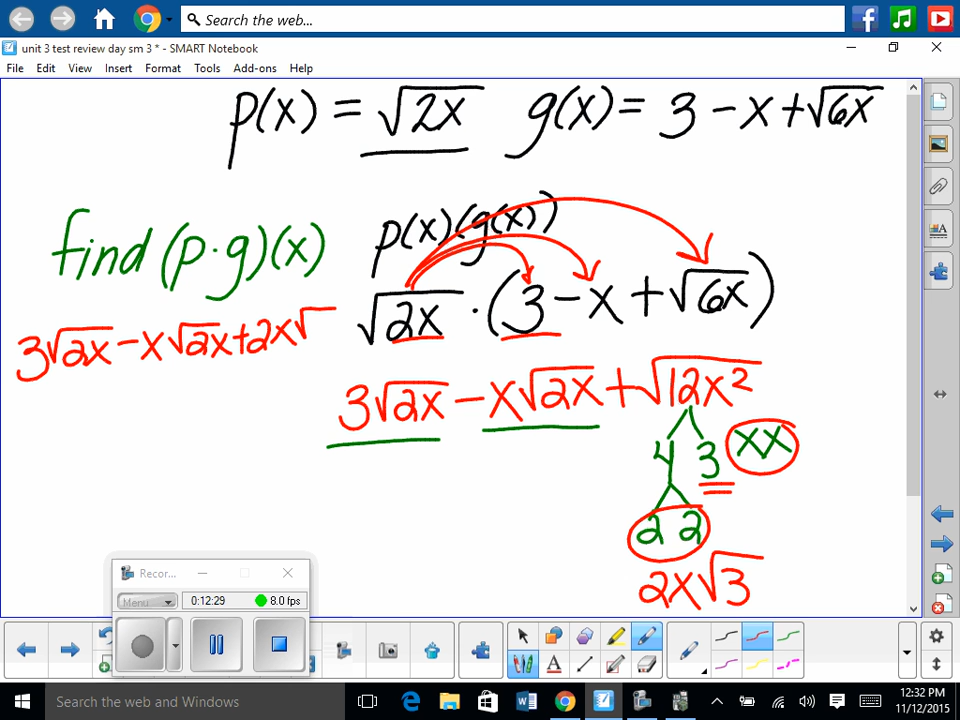 Search the web.
unit 3 test review day sm 3 * - SMART Notebook
File Edit View Insert Format Tools Add-ons Help
p(x) = √2x g(x) = 3 - x + √6x
find (p·g)(x)
p(x)(g(x))
√2x · (3 - x + √6x)
3√2x - x√2x + 2x√
3√2x - x√2x + √12x²
4 3 xx
2 2
2x√3
Recor...
Menu
0:12:29 8.0 fps
Search the web and Windows
12:32 PM
11/12/2015